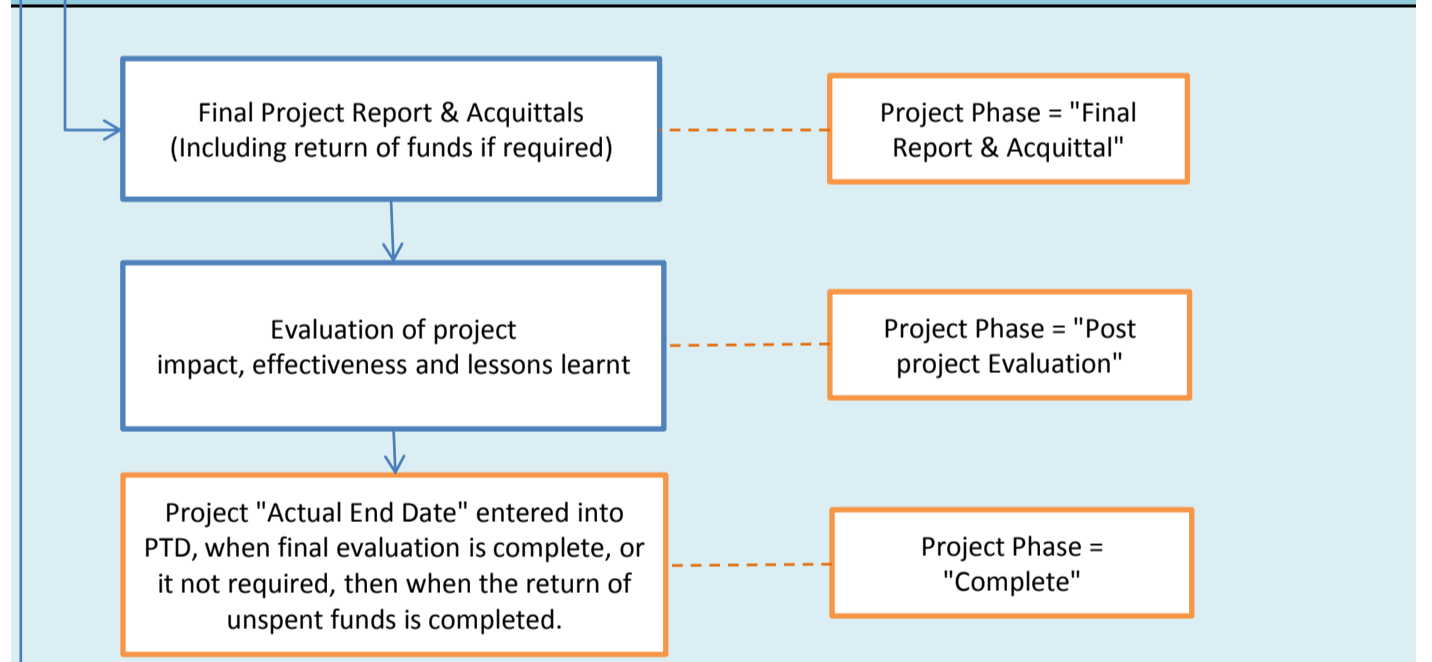 Final Project Report & Acquittals
(Including return of funds if required)
Project Phase = "Final
Report & Acquittal"
Evaluation of project
impact, effectiveness and lessons learnt
Project Phase = "Post
project Evaluation"
Project "Actual End Date" entered into
PTD, when final evaluation is complete, or
it not required, then when the return of
unspent funds is completed.
Project Phase =
"Complete"